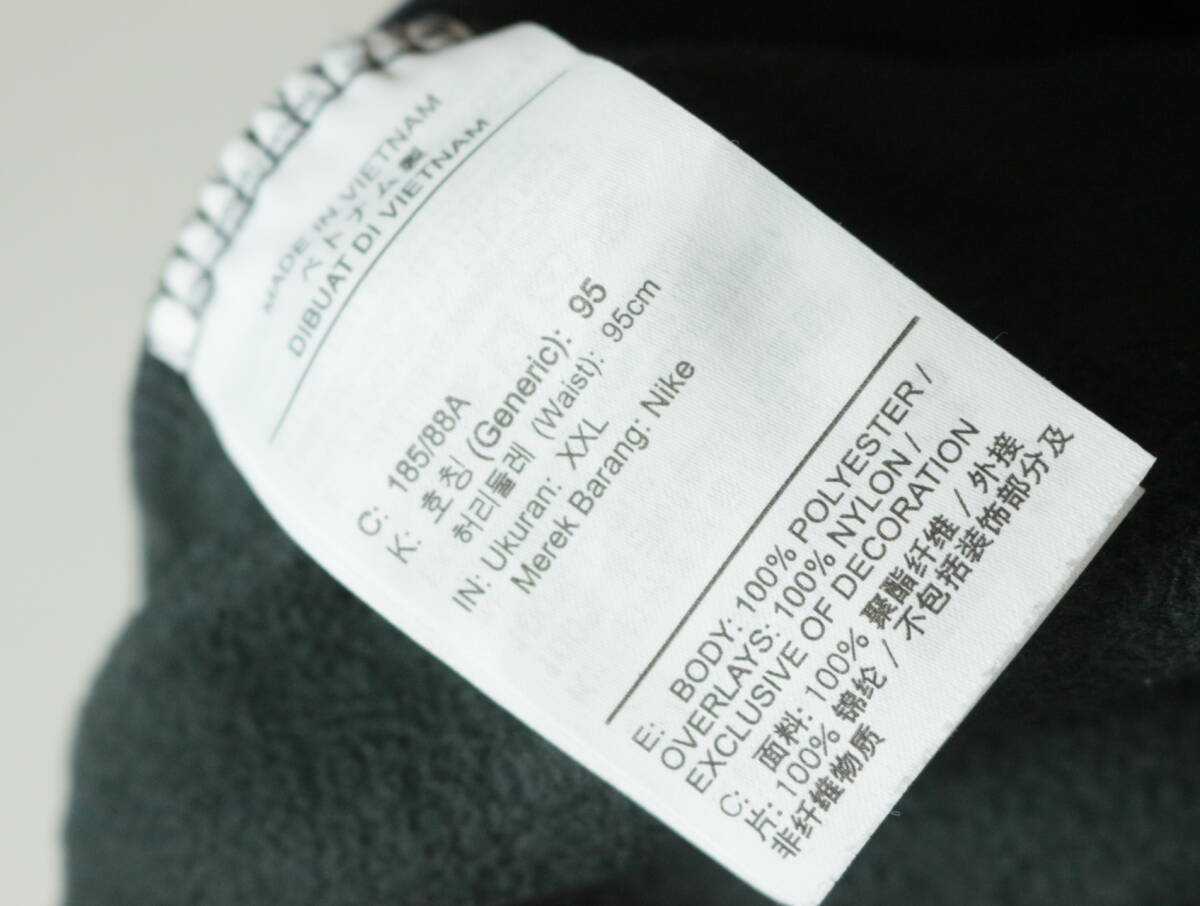 MADE IN VIETNAM
ベトナム製
DIBUAT DI VIETNAM
C: 185/88A
K: 호칭 (Generic): 95
허리둘레 (Waist): 95cm
IN: Ukuran: XXL
Merek Barang: Nike
E: BODY: 100% POLYESTER /
OVERLAYS: 100% NYLON /
EXCLUSIVE OF DECORATION
C: 面料: 100% 聚酯纤维 / 外接
片: 100% 锦纶 / 不包括装饰部分及
非纤维物质